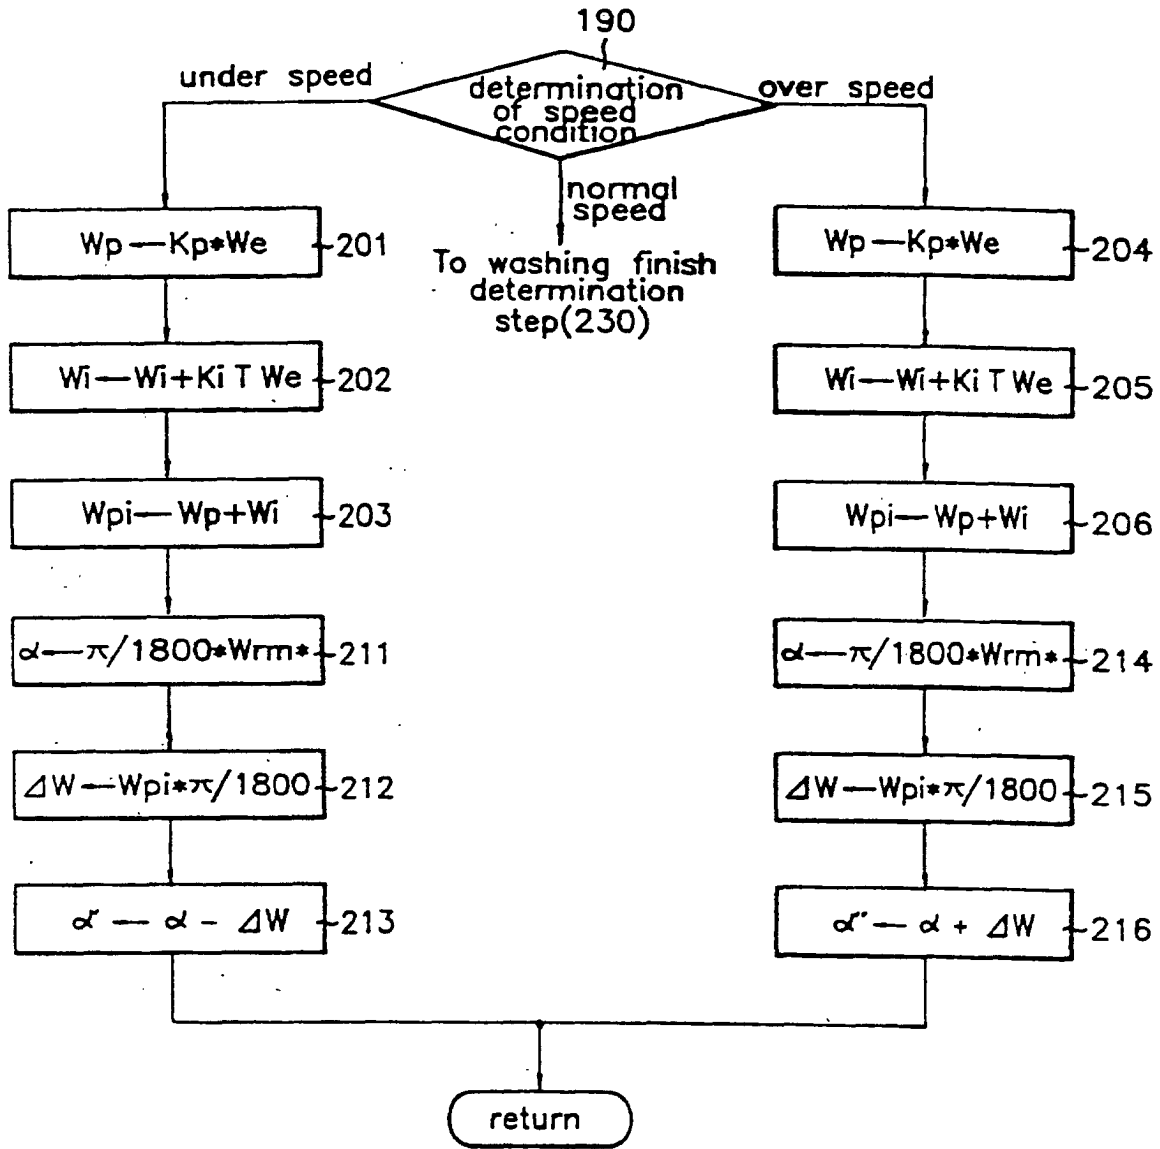 190
under speed
determination
of speed
condition
over speed
normal
speed
To washing finish
determination
step(230)
Wp←Kp*We
201
Wi←Wi+Ki T We
202
Wpi←Wp+Wi
203
α←π/1800*Wrm*
211
ΔW←Wpi*π/1800
212
α' ← α - ΔW
213
Wp←Kp*We
204
Wi←Wi+Ki T We
205
Wpi←Wp+Wi
206
α←π/1800*Wrm*
214
ΔW←Wpi*π/1800
215
α'' ← α + ΔW
216
return